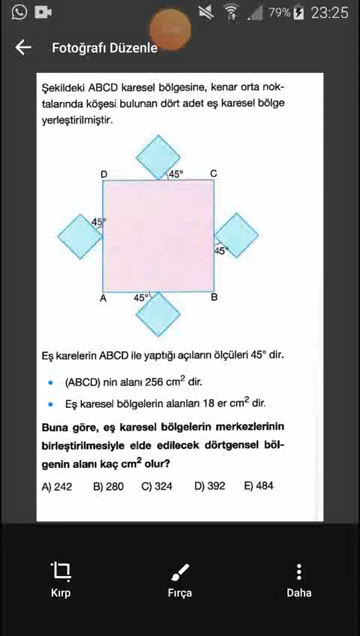 79% 23:25
Fotoğrafı Düzenle
Şekildeki ABCD karesel bölgesine, kenar orta nok-
talarında köşesi bulunan dört adet eş karesel bölge
yerleştirilmiştir.
D 45° C
45°
45°
A 45° B
Eş karelerin ABCD ile yaptığı açıların ölçüleri 45° dir.
• (ABCD) nin alanı 256 cm² dir.
• Eş karesel bölgelerin alanları 18 er cm² dir.
Buna göre, eş karesel bölgelerin merkezlerinin
birleştirilmesiyle elde edilecek dörtgensel böl-
genin alanı kaç cm² olur?
A) 242 B) 280 C) 324 D) 392 E) 484
Kırp Fırça Daha